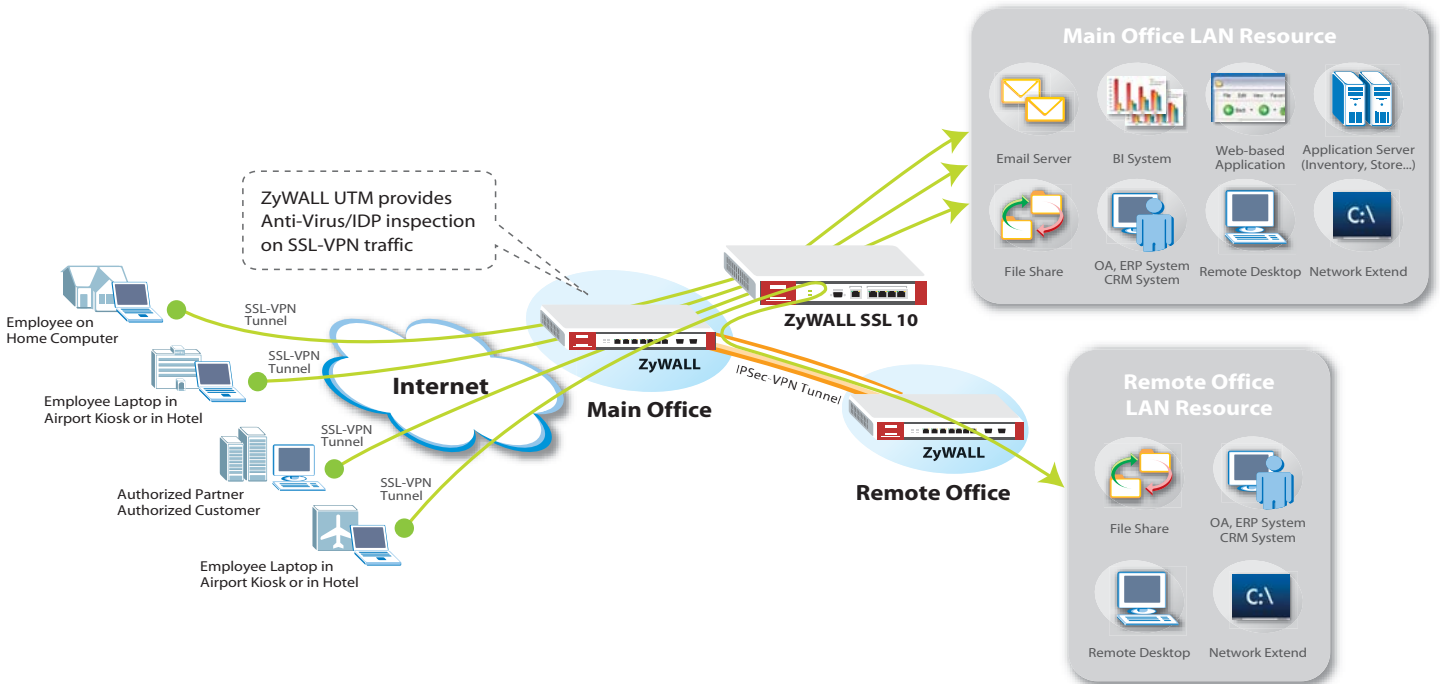 Main Office LAN Resource
Email Server
BI System
Web-based
Application
Application Server
(Inventory, Store...)
File Share
OA, ERP System
CRM System
Remote Desktop
Network Extend
C:\
File Edit View Favor
Back
ZyWALL UTM provides
Anti-Virus/IDP inspection
on SSL-VPN traffic
Employee on
Home Computer
SSL-VPN
Tunnel
Employee Laptop in
Airport Kiosk or in Hotel
SSL-VPN
Tunnel
Authorized Partner
Authorized Customer
SSL-VPN
Tunnel
Employee Laptop in
Airport Kiosk or in Hotel
SSL-VPN
Tunnel
Internet
ZyWALL
Main Office
ZyWALL SSL 10
IPSec-VPN Tunnel
ZyWALL
Remote Office
Remote Office
LAN Resource
File Share
OA, ERP System
CRM System
C:\
Remote Desktop
Network Extend